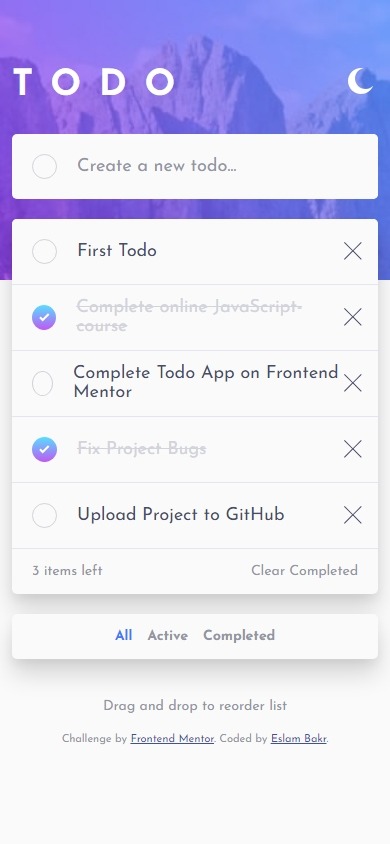 TODO
Create a new todo...
First Todo
Complete online JavaScript-
course
Complete Todo App on Frontend
Mentor
Fix Project Bugs
Upload Project to GitHub
3 items left
Clear Completed
All Active Completed
Drag and drop to reorder list
Challenge by Frontend Mentor. Coded by Eslam Bakr.